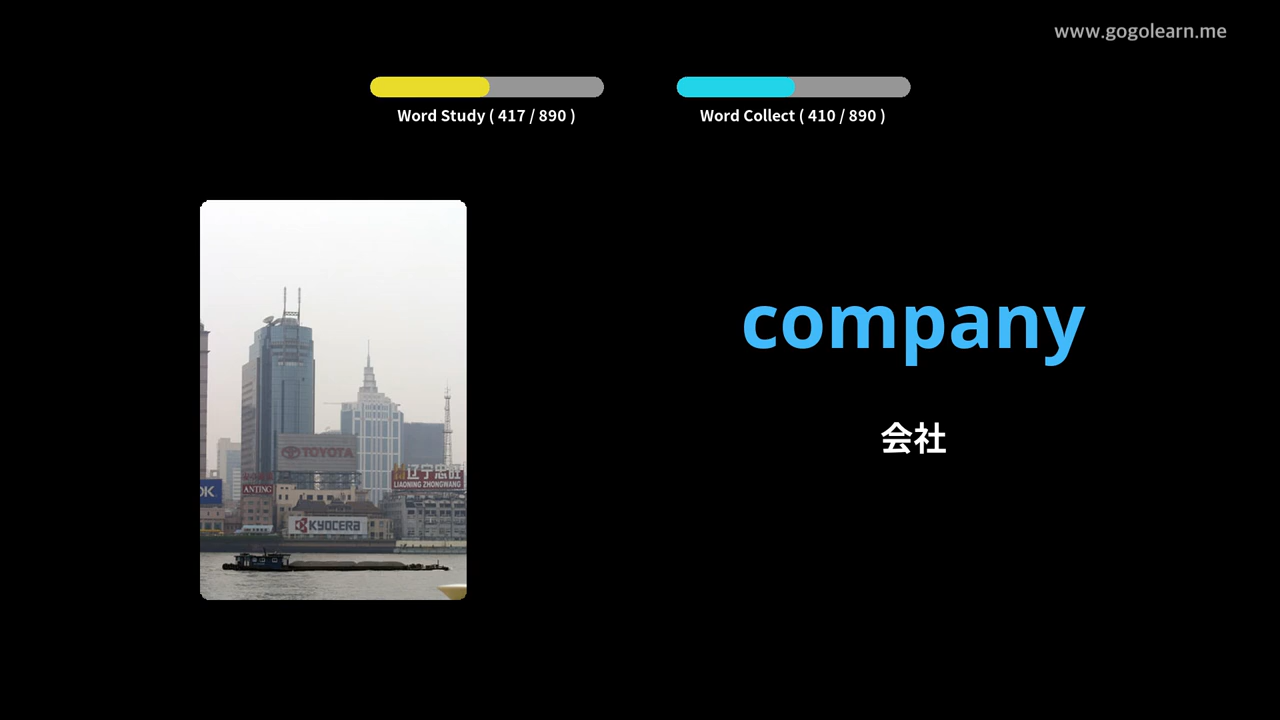 www.gogolearn.me
Word Study ( 417 / 890 )
Word Collect ( 410 / 890 )
company
会社
TOYOTA
辽宁忠旺
LIAONING ZHONGWANG
OK
ANTING
KYOCERA